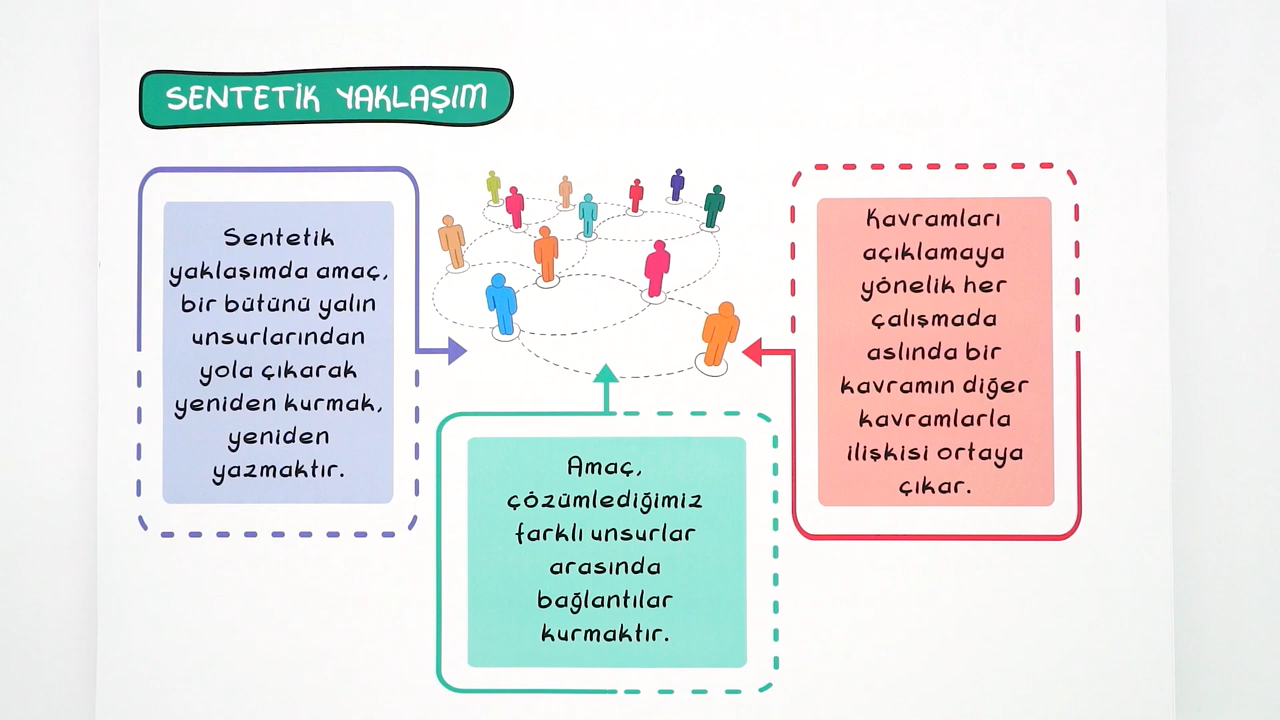 SENTETİK YAKLAŞIM
Sentetik
yaklaşımda amaç,
bir bütünü yalın
unsurlarından
yola çıkarak
yeniden kurmak,
yeniden
yazmaktır.
Amaç,
çözümlediğimiz
farklı unsurlar
arasında
bağlantılar
kurmaktır.
Kavramları
açıklamaya
yönelik her
çalışmada
aslında bir
kavramın diğer
kavramlarla
ilişkisi ortaya
çıkar.